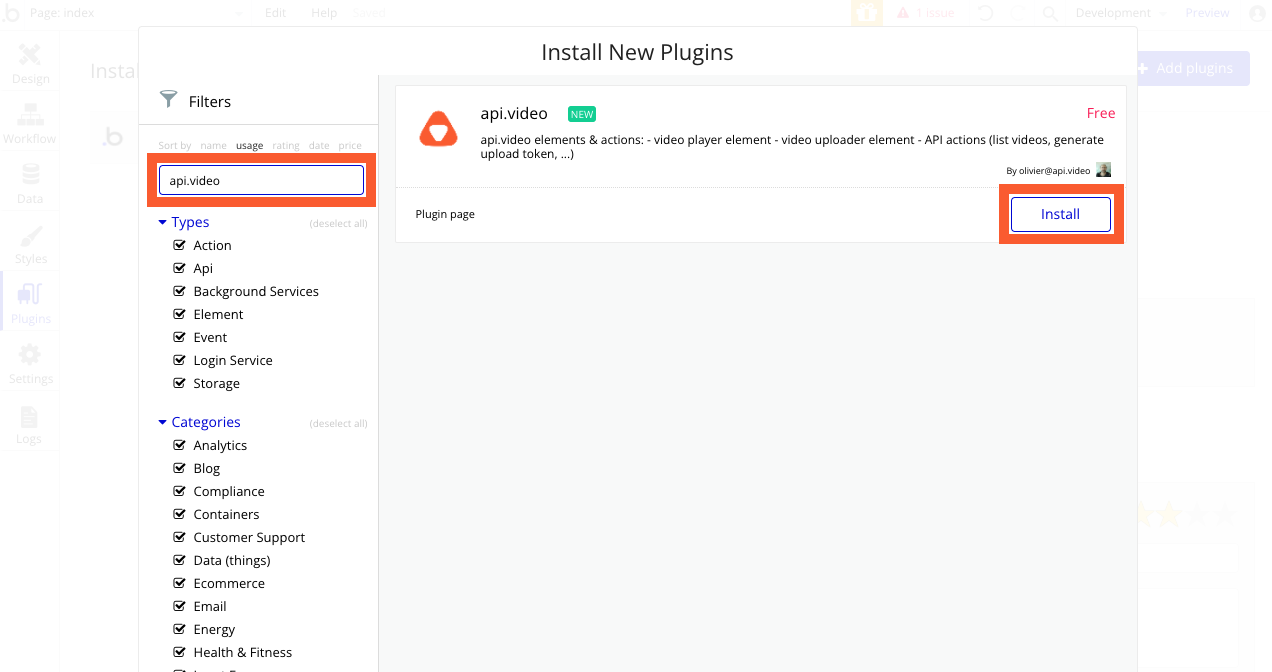 Page: index
Edit
Help
Saved
1 issue
Development
Preview
Install New Plugins
Design
Workflow
Data
Styles
Plugins
Settings
Logs
+ Add plugins
.b
Filters
Sort by name usage rating date price
api.video
Types
(deselect all)
Action
Api
Background Services
Element
Event
Login Service
Storage
Categories
(deselect all)
Analytics
Blog
Compliance
Containers
Customer Support
Data (things)
Ecommerce
Email
Energy
Health & Fitness
api.video
NEW
Free
api.video elements & actions: - video player element - video uploader element - API actions (list videos, generate
upload token, ...)
By olivier@api.video
Plugin page
Install